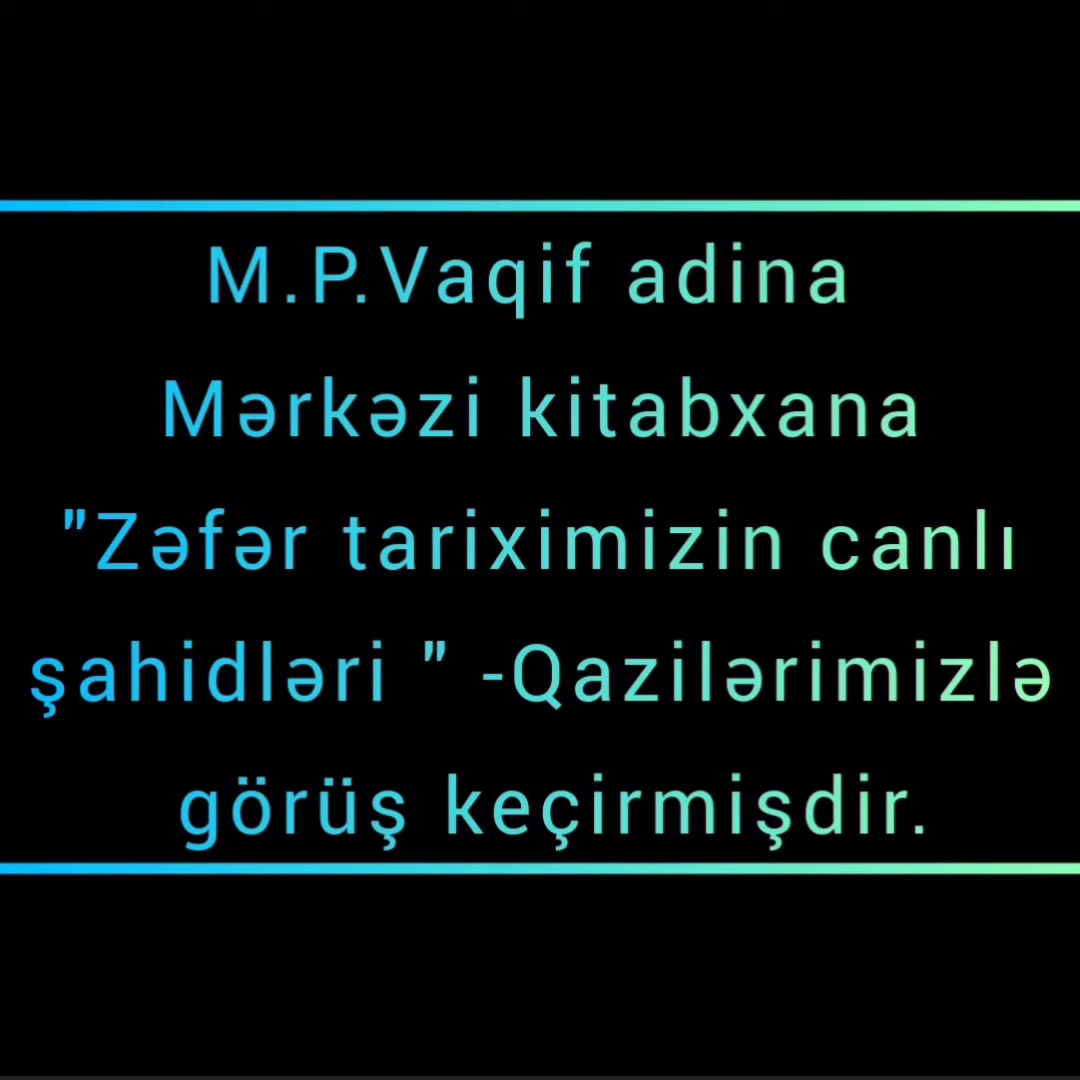 M.P.Vaqif adina
Mərkəzi kitabxana
"Zəfər tariximizin canlı
şahidləri " -Qazilərimizlə
görüş keçirmişdir.